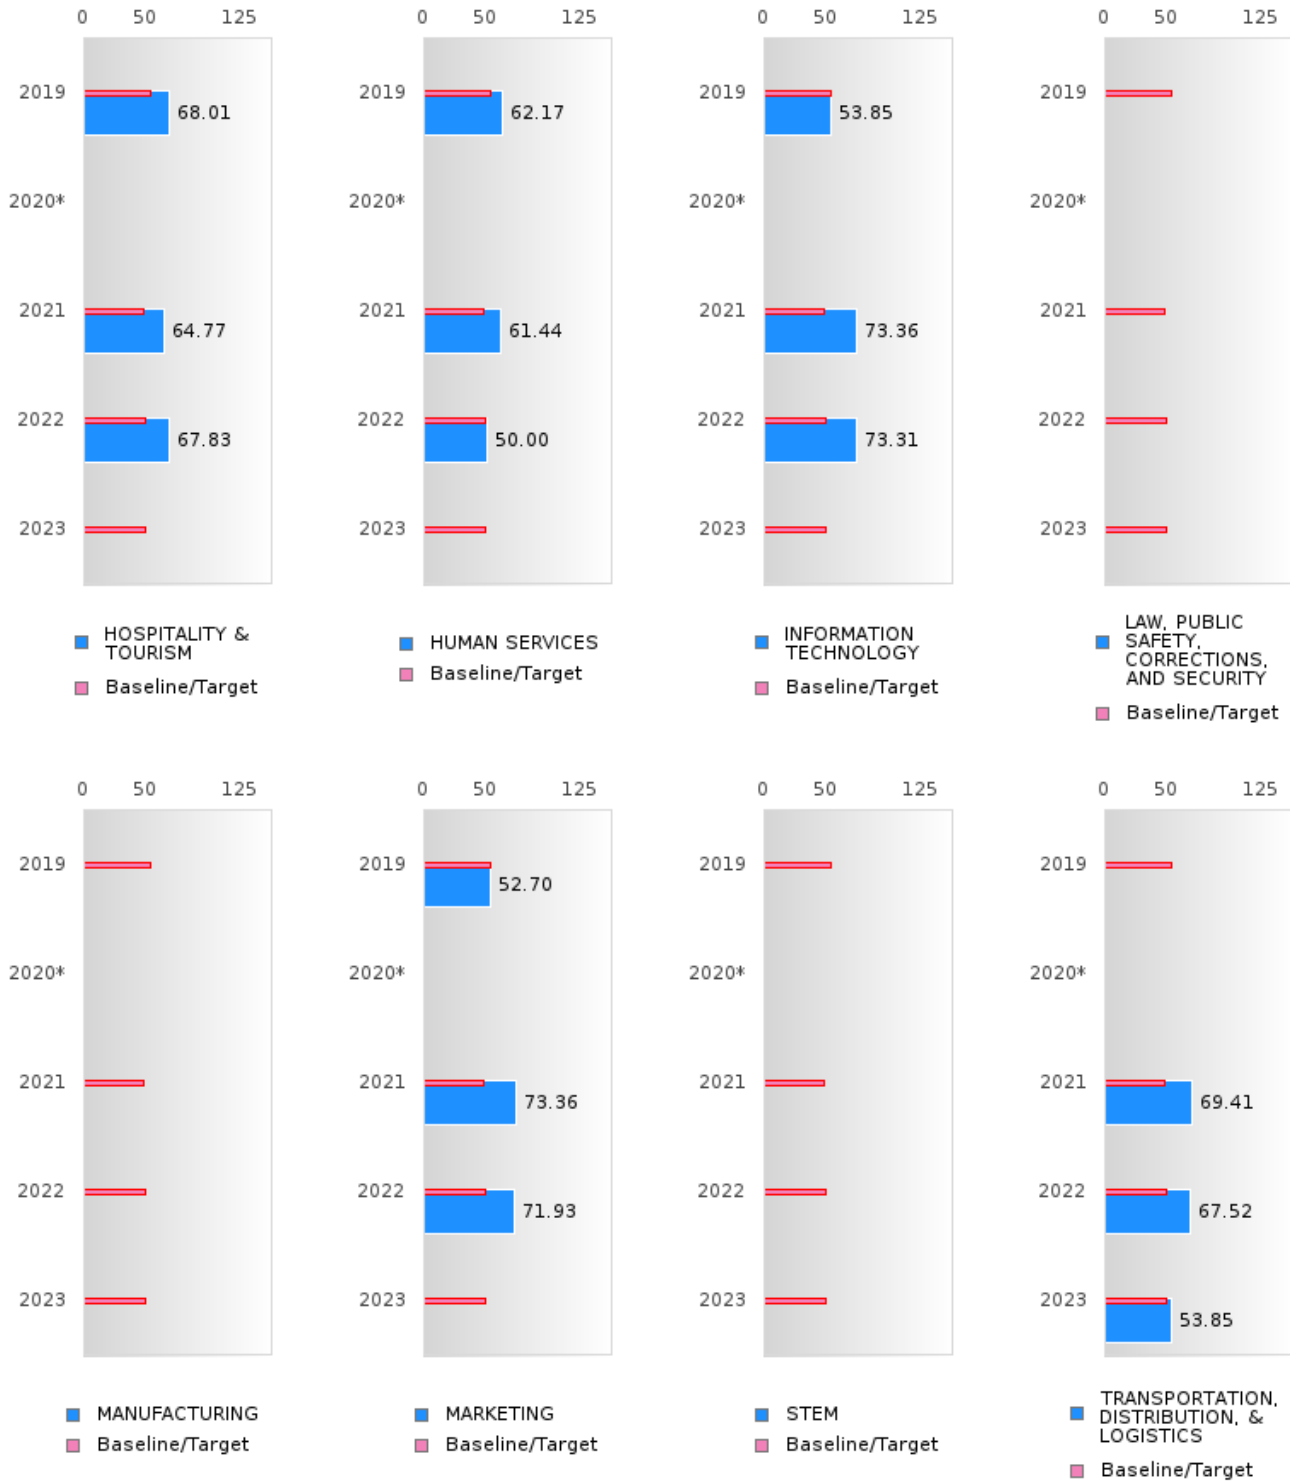 0 50 125
2019
68.01
2020*
2021
64.77
2022
67.83
2023
HOSPITALITY &
TOURISM
Baseline/Target
0 50 125
2019
62.17
2020*
2021
61.44
2022
50.00
2023
HUMAN SERVICES
Baseline/Target
0 50 125
2019
53.85
2020*
2021
73.36
2022
73.31
2023
INFORMATION
TECHNOLOGY
Baseline/Target
0 50 125
2019
2020*
2021
2022
2023
LAW, PUBLIC
SAFETY,
CORRECTIONS,
AND SECURITY
Baseline/Target
0 50 125
2019
2020*
2021
2022
2023
MANUFACTURING
Baseline/Target
0 50 125
2019
52.70
2020*
2021
73.36
2022
71.93
2023
MARKETING
Baseline/Target
0 50 125
2019
2020*
2021
2022
2023
STEM
Baseline/Target
0 50 125
2019
2020*
2021
69.41
2022
67.52
2023
53.85
TRANSPORTATION,
DISTRIBUTION, &
LOGISTICS
Baseline/Target